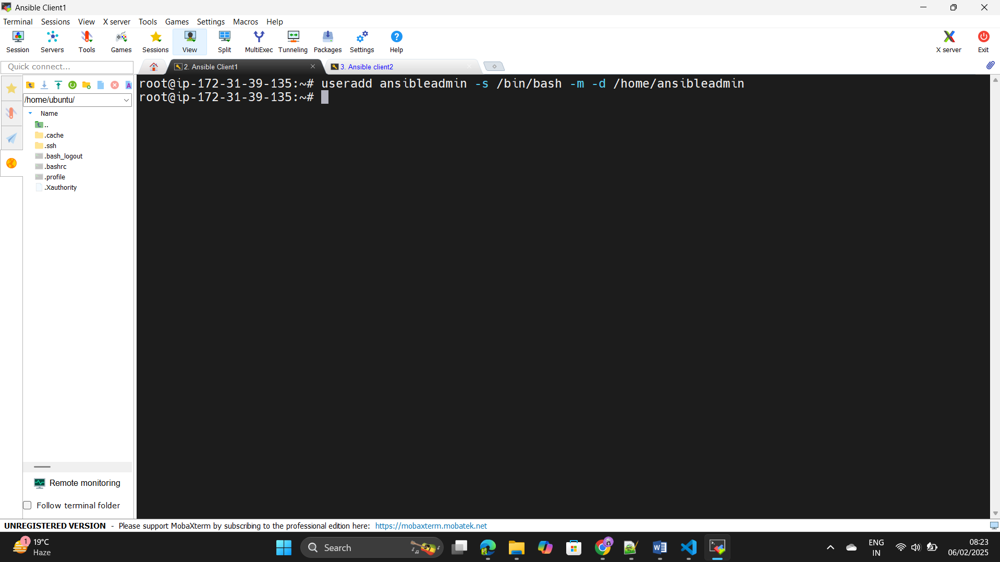 Ansible Client1
Terminal Sessions View X server Tools Games Settings Macros Help
Session Servers Tools Games Sessions View Split MultiExec Tunneling Packages Settings Help X server Exit
Quick connect...
2. Ansible Client1
3. Ansible client2
/home/ubuntu/
Name
..
.cache
.ssh
.bash_logout
.bashrc
.profile
.Xauthority
root@ip-172-31-39-135:~# useradd ansibleadmin -s /bin/bash -m -d /home/ansibleadmin
root@ip-172-31-39-135:~#
Remote monitoring
Follow terminal folder
UNREGISTERED VERSION - Please support MobaXterm by subscribing to the professional edition here: https://mobaxterm.mobatek.net
1
19°C
Haze
Search
ENG
IN
08:23
06/02/2025